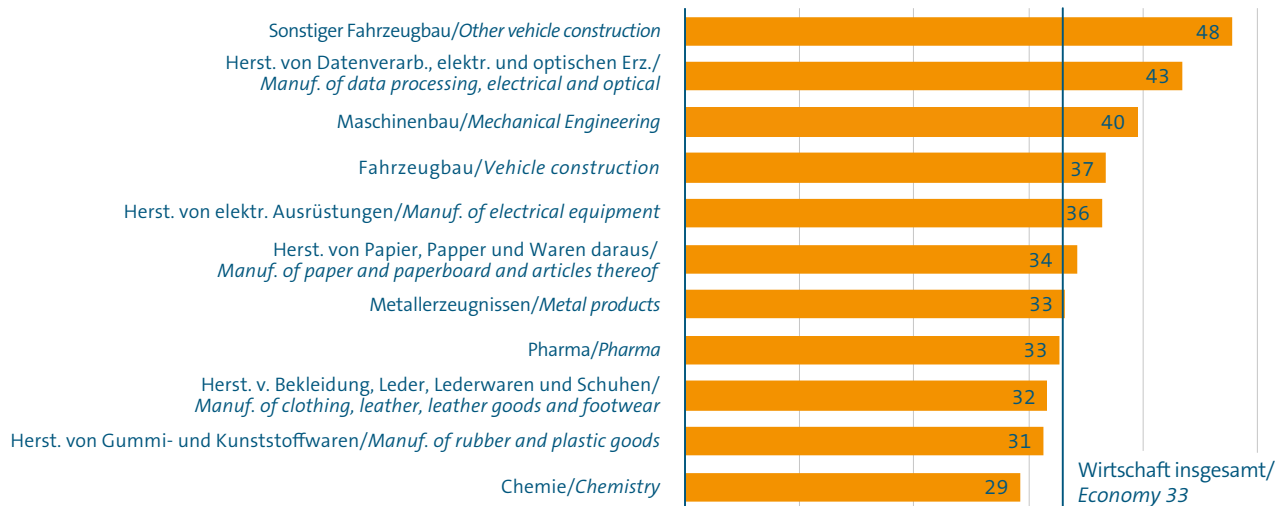 Sonstiger Fahrzeugbau/Other vehicle construction 48
Herst. von Datenverarb., elektr. und optischen Erz./
Manuf. of data processing, electrical and optical 43
Maschinenbau/Mechanical Engineering 40
Fahrzeugbau/Vehicle construction 37
Herst. von elektr. Ausrüstungen/Manuf. of electrical equipment 36
Herst. von Papier, Papper und Waren daraus/
Manuf. of paper and paperboard and articles thereof 34
Metallerzeugnissen/Metal products 33
Pharma/Pharma 33
Herst. v. Bekleidung, Leder, Lederwaren und Schuhen/
Manuf. of clothing, leather, leather goods and footwear 32
Herst. von Gummi- und Kunststoffwaren/Manuf. of rubber and plastic goods 31
Chemie/Chemistry 29
Wirtschaft insgesamt/
Economy 33